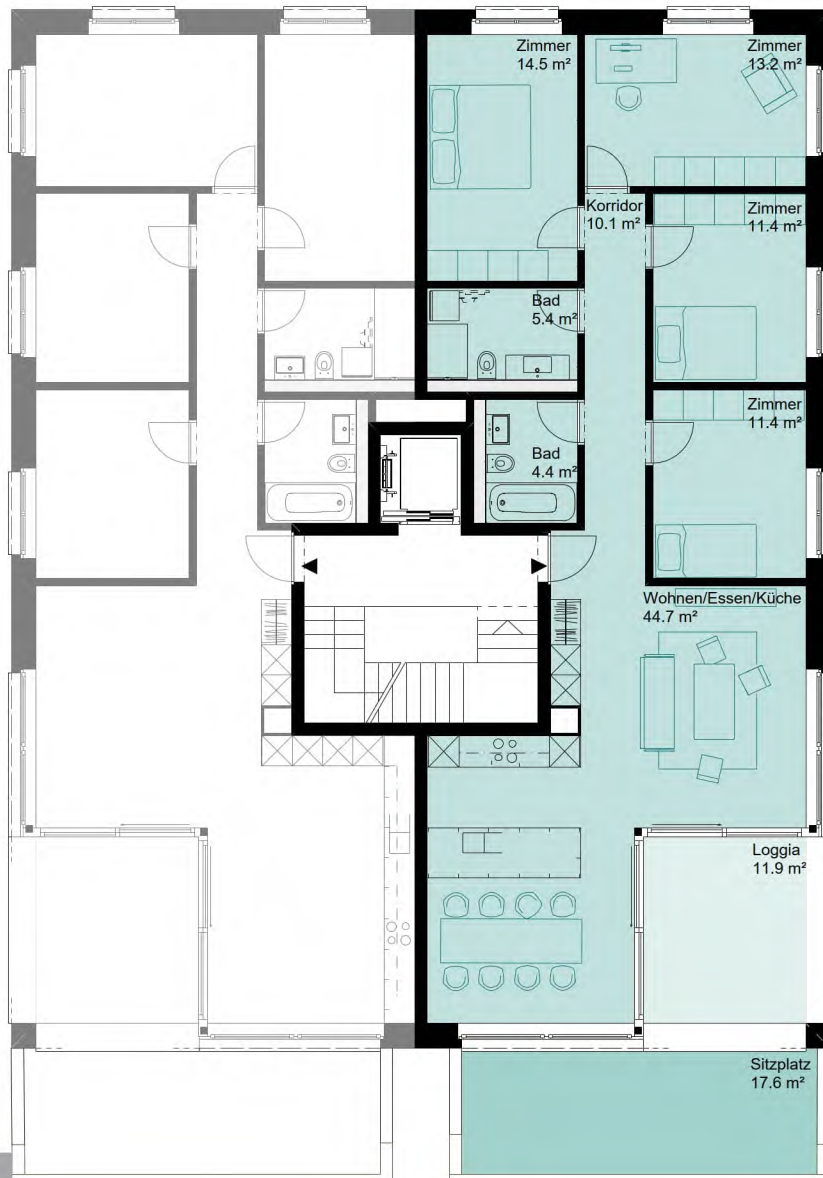 Zimmer
14.5 m²
Zimmer
13.2 m²
Korridor
10.1 m²
Zimmer
11.4 m²
Bad
5.4 m²
Zimmer
11.4 m²
Bad
4.4 m²
Wohnen/Essen/Küche
44.7 m²
Loggia
11.9 m²
Sitzplatz
17.6 m²